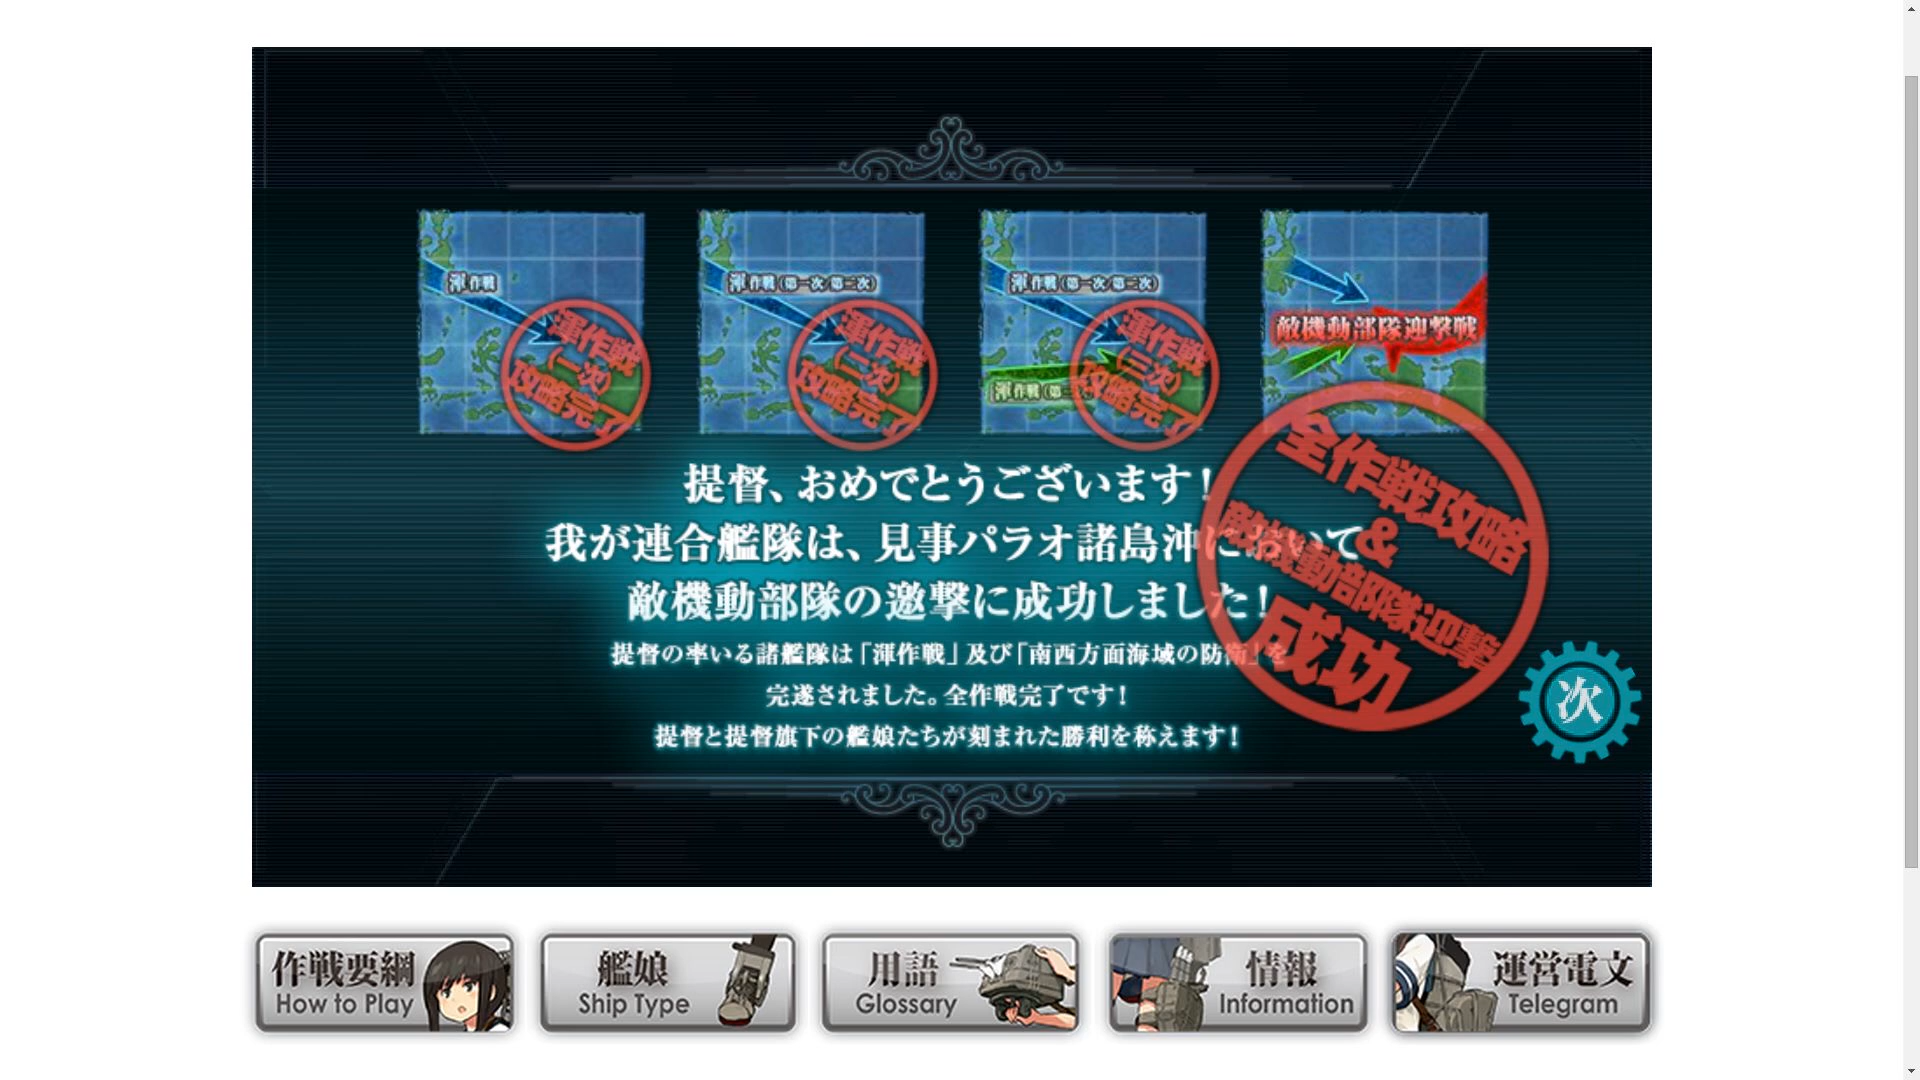 渾作戦
渾作戦(第一次/第二次)
渾作戦(第一次/第二次)
敵機動部隊迎撃戦
渾作戦
(一次)
攻略完了
渾作戦
(二次)
攻略完了
渾作戦
(三次)
攻略完了
渾作戦
全作戦攻略
&
敵機動部隊迎撃
成功
提督、おめでとうございます!
我が連合艦隊は、見事パラオ諸島沖において
敵機動部隊の邀撃に成功しました!
提督の率いる諸艦隊は「渾作戦」及び「南西方面海域の防衛」を
完遂されました。全作戦完了です!
提督と提督旗下の艦娘たちが刻まれた勝利を称えます!
次
作戦要綱
How to Play
艦娘
Ship Type
用語
Glossary
情報
Information
運営電文
Telegram